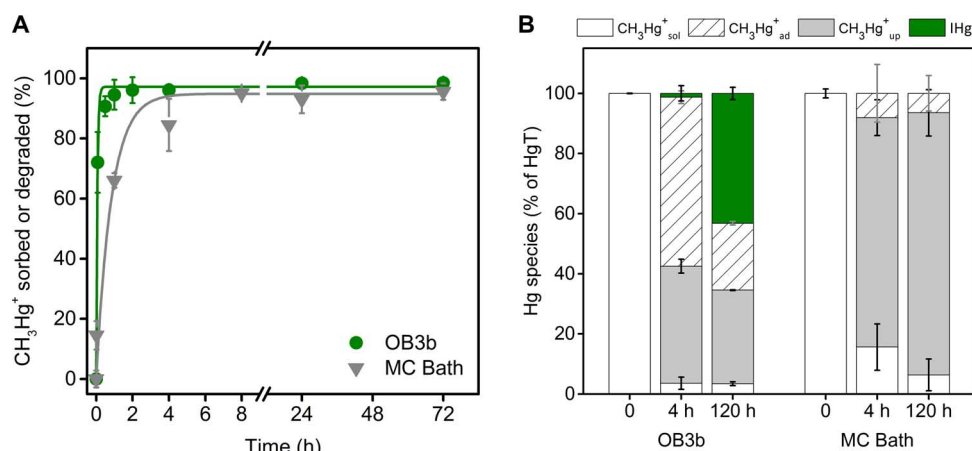 A
CH₃Hg⁺ sorbed or degraded (%)
100
80
60
40
20
0
0 2 4 6 8 24 48 72
Time (h)
OB3b
MC Bath
B
CH₃Hg⁺sol CH₃Hg⁺ad CH₃Hg⁺up IHg
Hg species (% of HgT)
100
80
60
40
20
0
0 4 h 120 h 0 4 h 120 h
OB3b MC Bath